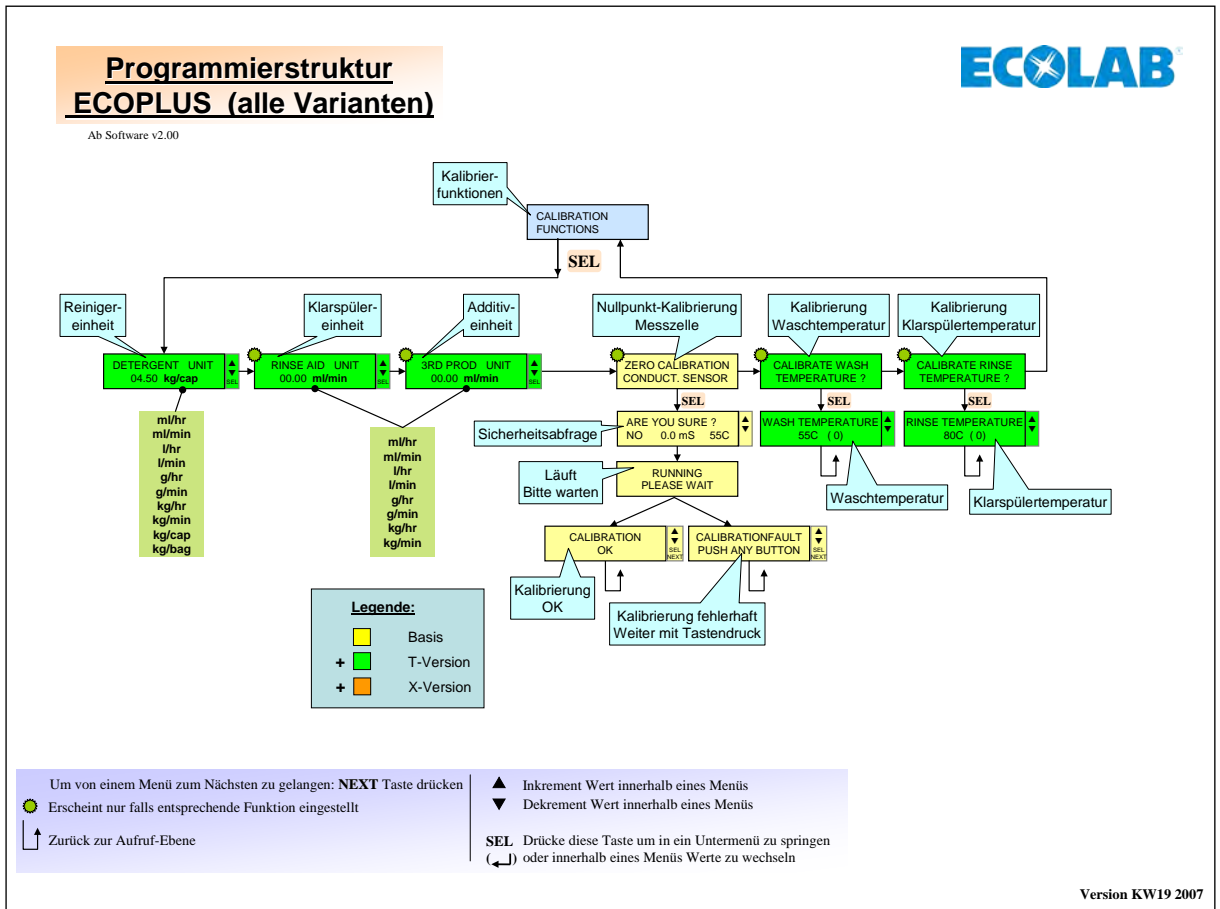 Programmierstruktur
ECOPLUS (alle Varianten)
ECOLAB®
Ab Software v2.00
Kalibrier-
funktionen
CALIBRATION
FUNCTIONS
SEL
Reiniger-
einheit
Klarspüler-
einheit
Additiv-
einheit
Nullpunkt-Kalibrierung
Messzelle
Kalibrierung
Waschtemperatur
Kalibrierung
Klarspülertemperatur
DETERGENT UNIT
04.50 kg/cap
SEL
RINSE AID UNIT
00.00 ml/min
SEL
3RD PROD UNIT
00.00 ml/min
SEL
ZERO CALIBRATION
CONDUCT. SENSOR
CALIBRATE WASH
TEMPERATURE ?
CALIBRATE RINSE
TEMPERATURE ?
SEL
SEL
SEL
ml/hr
ml/min
l/hr
l/min
g/hr
g/min
kg/hr
kg/min
kg/cap
kg/bag
ml/hr
ml/min
l/hr
l/min
g/hr
g/min
kg/hr
kg/min
Sicherheitsabfrage
ARE YOU SURE ?
NO 0.0 mS 55C
WASH TEMPERATURE
55C ( 0)
RINSE TEMPERATURE
80C ( 0)
Läuft
Bitte warten
RUNNING
PLEASE WAIT
Waschtemperatur
Klarspülertemperatur
CALIBRATION
OK
SEL
NEXT
CALIBRATIONFAULT
PUSH ANY BUTTON
SEL
NEXT
Kalibrierung
OK
Kalibrierung fehlerhaft
Weiter mit Tastendruck
Legende:
Basis
+ T-Version
+ X-Version
Um von einem Menü zum Nächsten zu gelangen: NEXT Taste drücken
Erscheint nur falls entsprechende Funktion eingestellt
Zurück zur Aufruf-Ebene
▲ Inkrement Wert innerhalb eines Menüs
▼ Dekrement Wert innerhalb eines Menüs
SEL Drücke diese Taste um in ein Untermenü zu springen
(↵) oder innerhalb eines Menüs Werte zu wechseln
Version KW19 2007